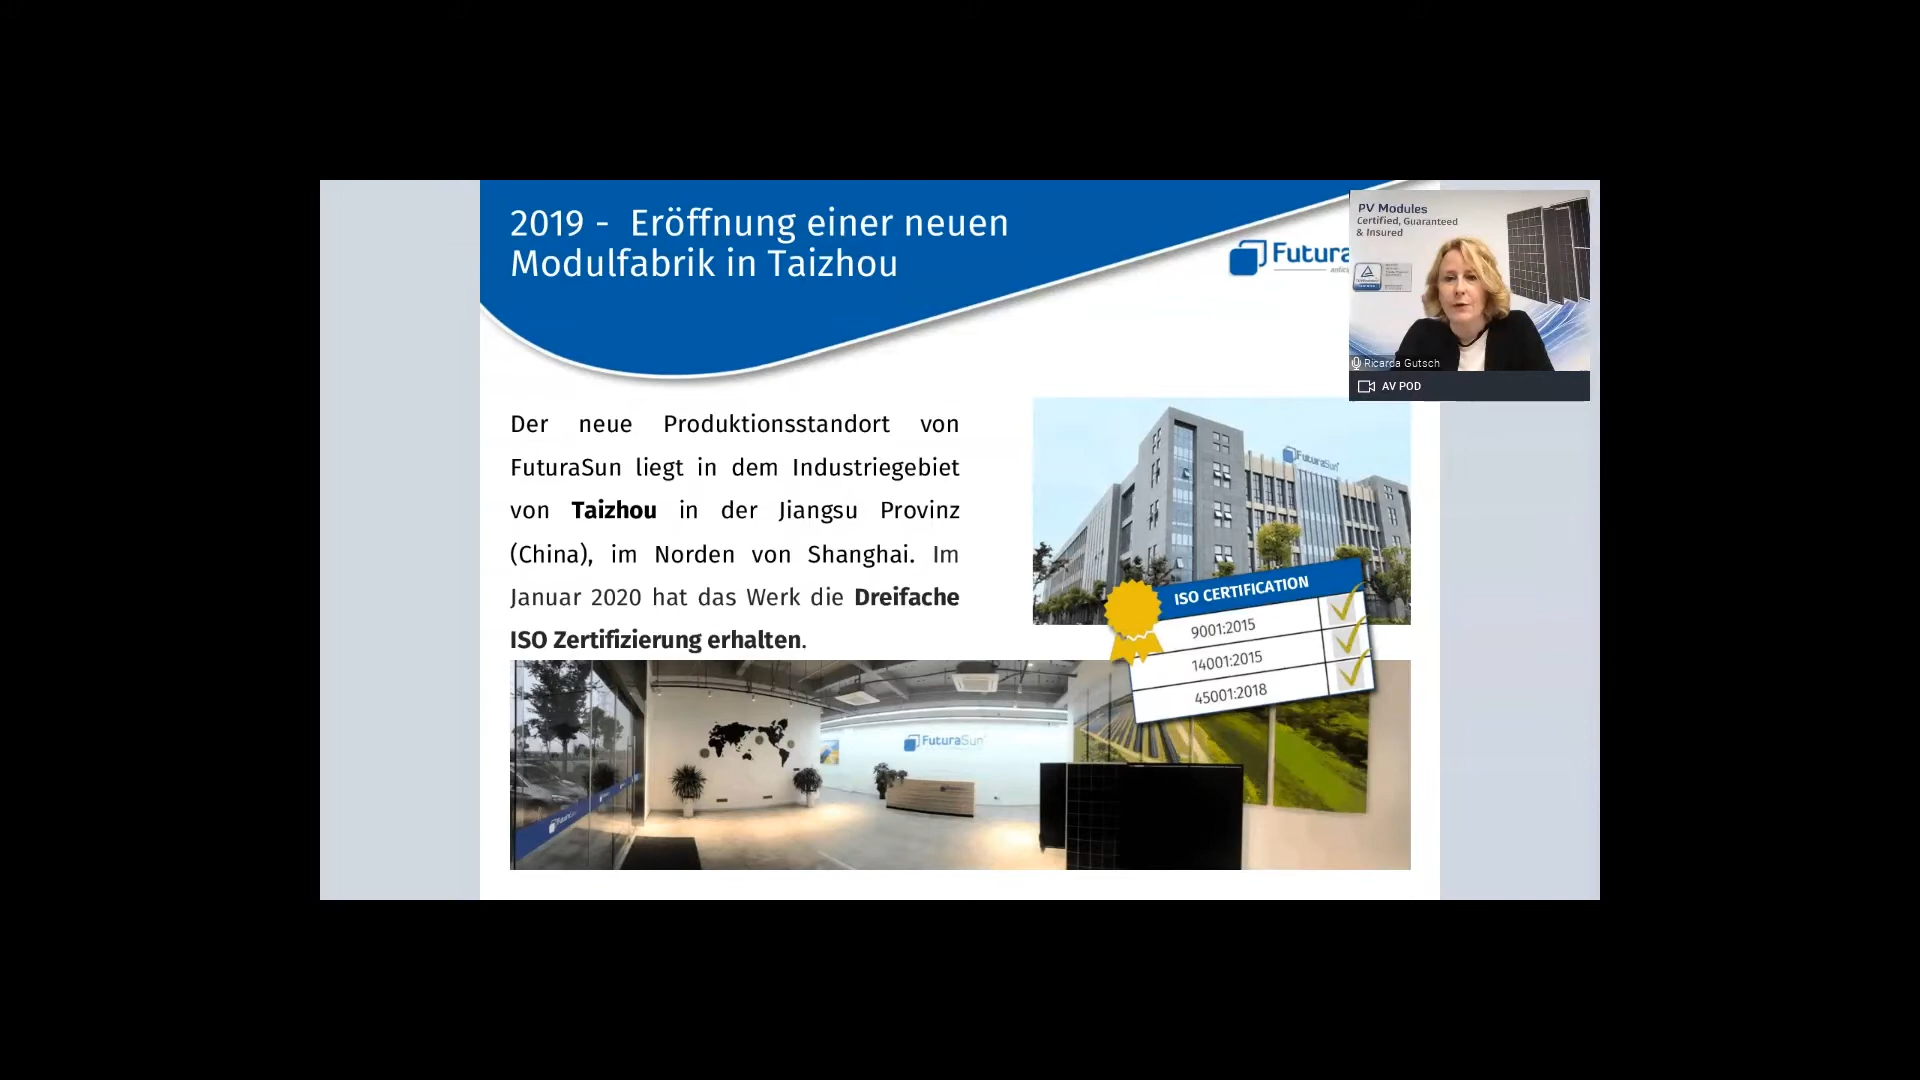 2019 - Eröffnung einer neuen
Modulfabrik in Taizhou
Futura
PV Modules
Certified, Guaranteed
& Insured
Ricarda Gutsch
AV POD
Der neue Produktionsstandort von
FuturaSun liegt in dem Industriegebiet
von Taizhou in der Jiangsu Provinz
(China), im Norden von Shanghai. Im
Januar 2020 hat das Werk die Dreifache
ISO Zertifizierung erhalten.
FuturaSun
ISO CERTIFICATION
9001:2015
14001:2015
45001:2018
FuturaSun